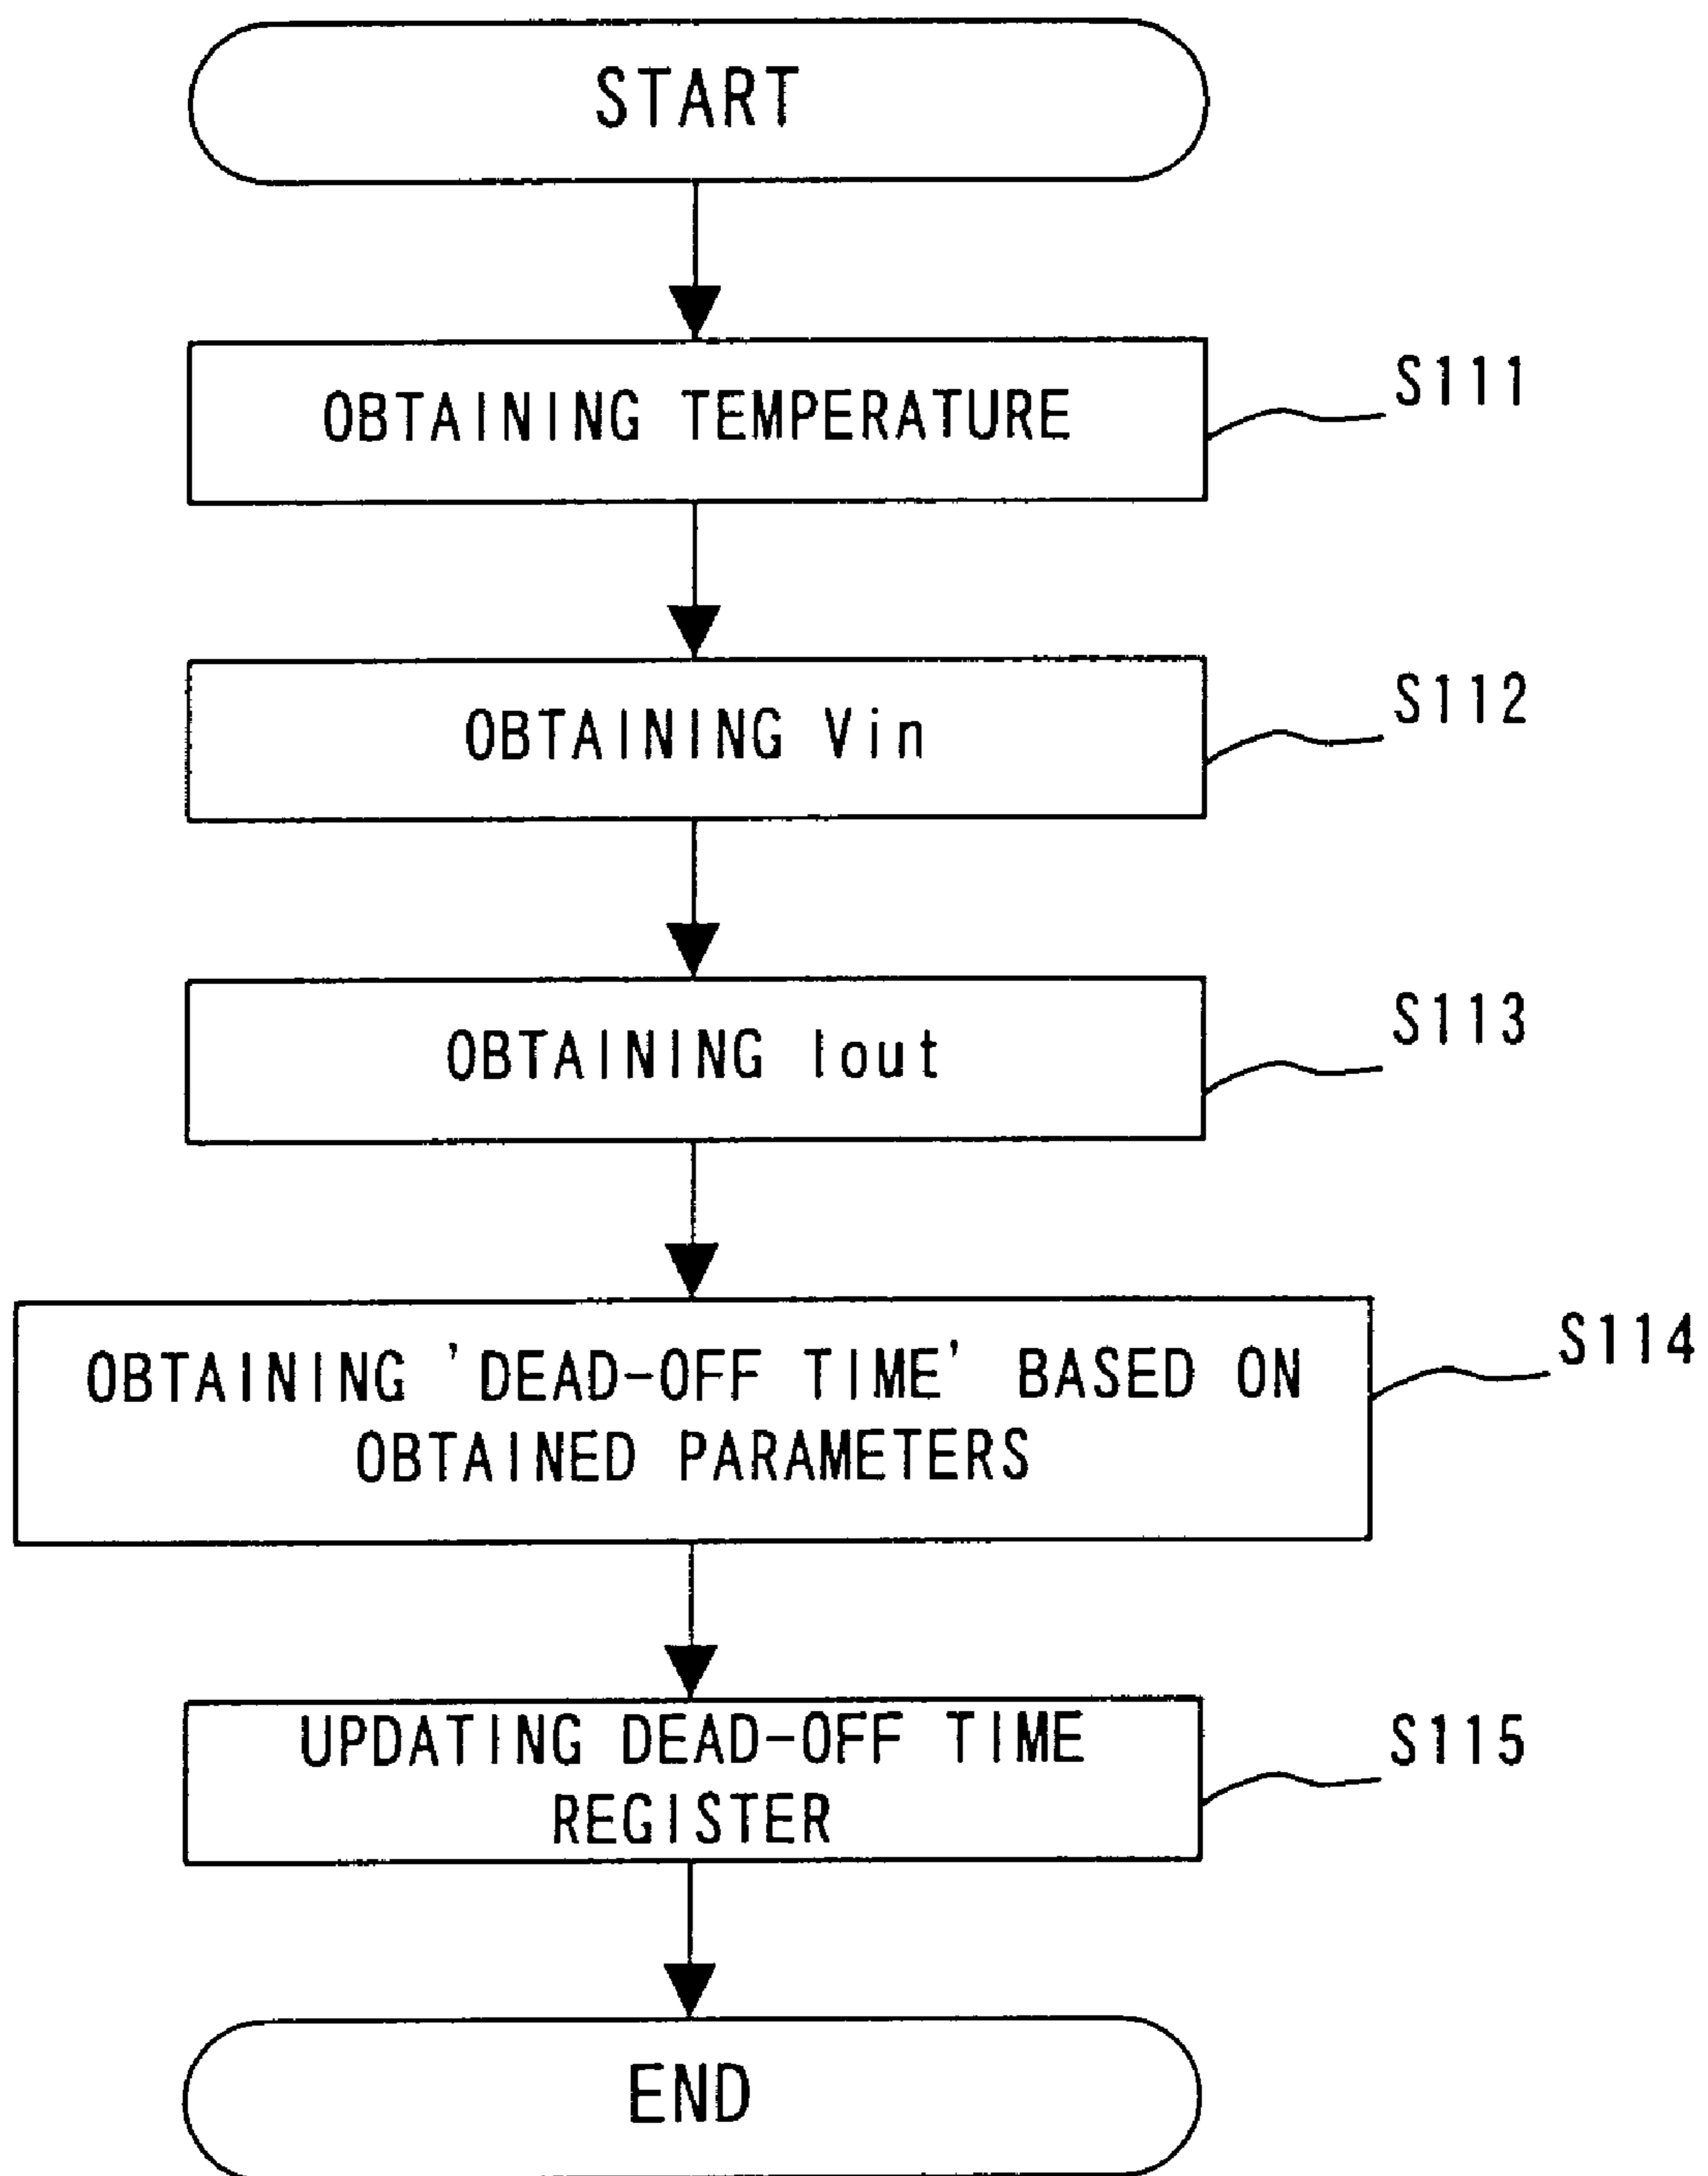 START
OBTAINING TEMPERATURE
S111
OBTAINING Vin
S112
OBTAINING Iout
S113
OBTAINING 'DEAD-OFF TIME' BASED ON
OBTAINED PARAMETERS
S114
UPDATING DEAD-OFF TIME
REGISTER
S115
END